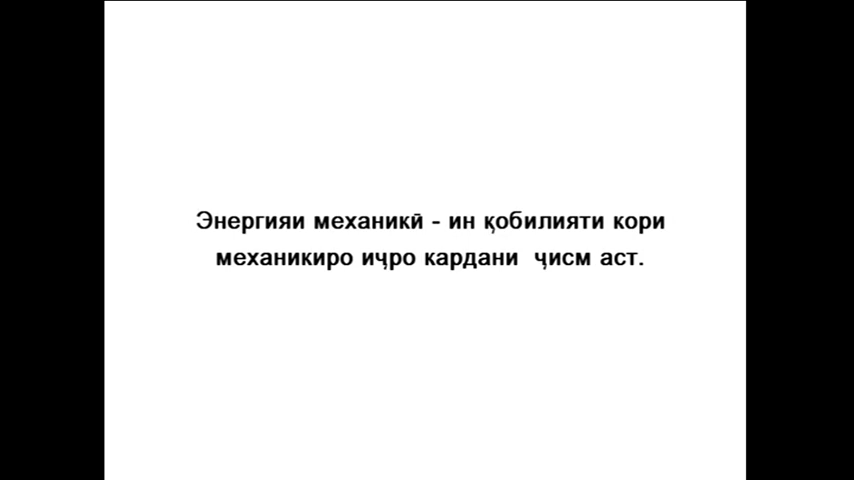 Энергияи механикӣ - ин қобилияти кори
механикиро иҷро кардани ҷисм аст.